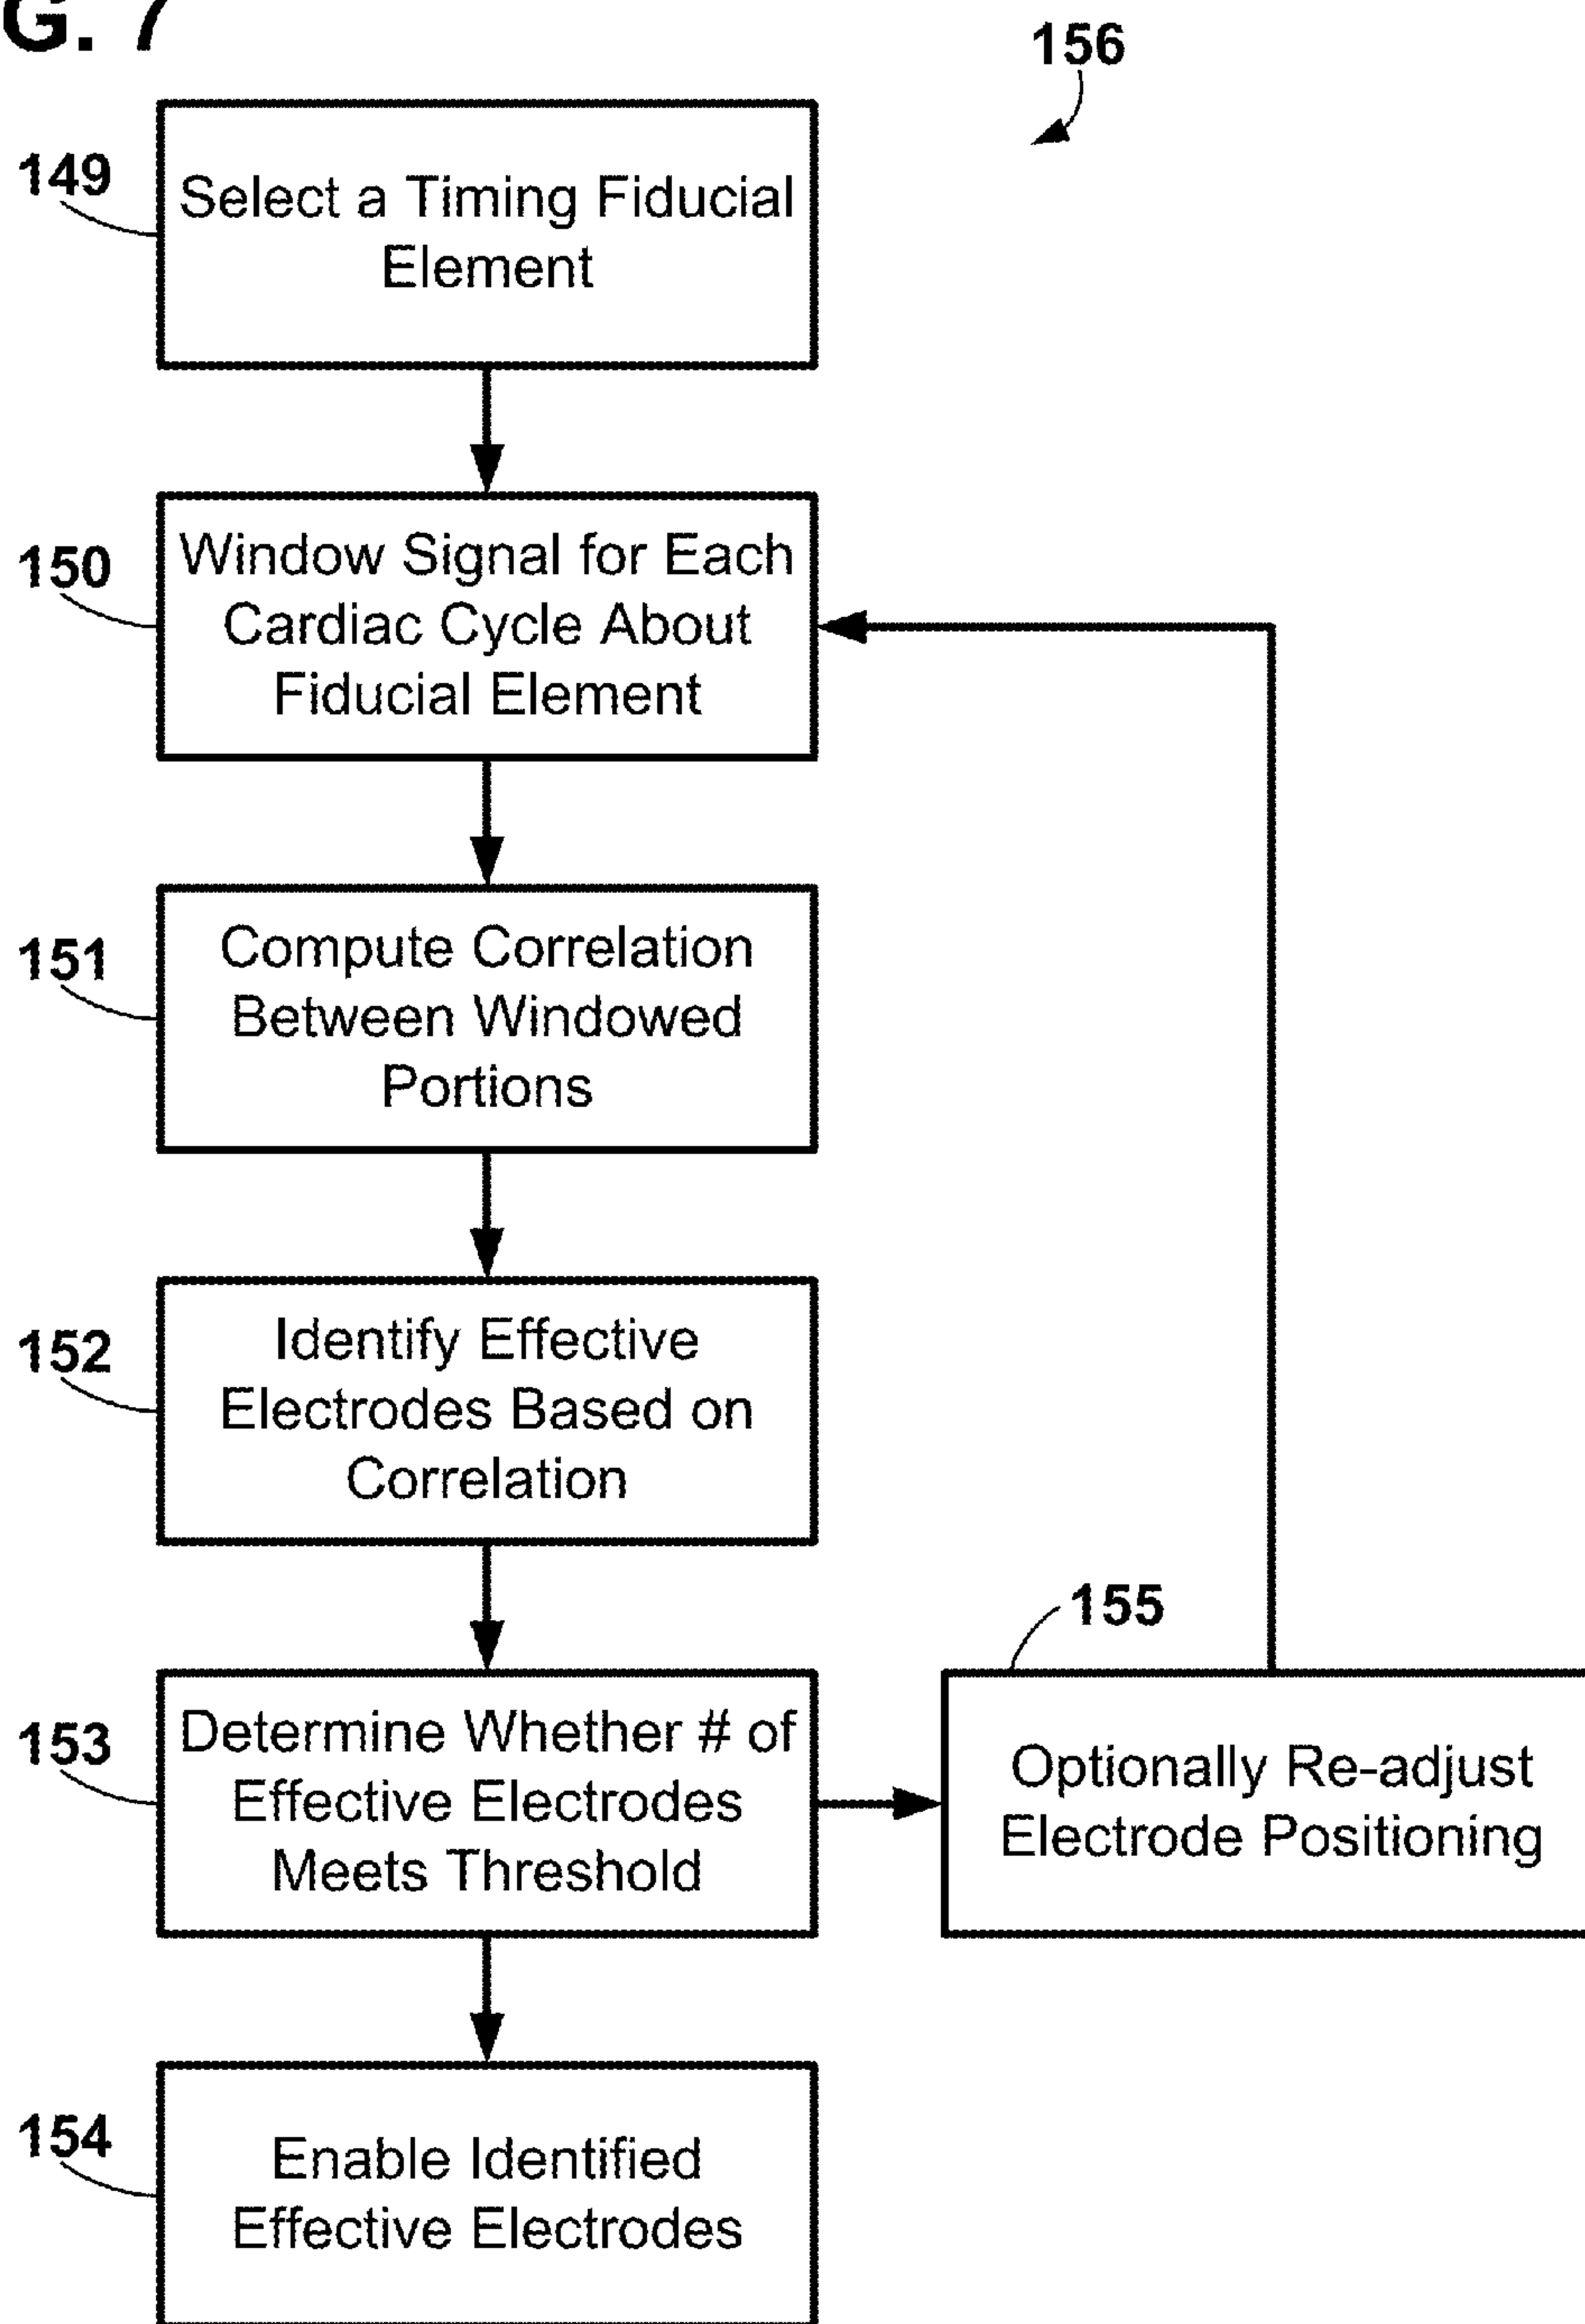 G. 7
156
149
Select a Timing Fiducial
Element
150
Window Signal for Each
Cardiac Cycle About
Fiducial Element
151
Compute Correlation
Between Windowed
Portions
152
Identify Effective
Electrodes Based on
Correlation
153
Determine Whether # of
Effective Electrodes
Meets Threshold
155
Optionally Re-adjust
Electrode Positioning
154
Enable Identified
Effective Electrodes